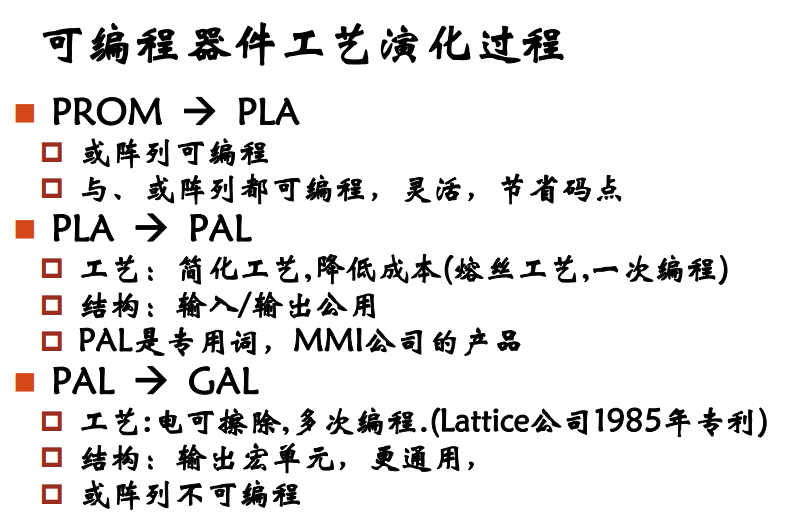 可编程器件工艺演化过程
PROM → PLA
或阵列可编程
与、或阵列都可编程，灵活，节省码点
PLA → PAL
工艺：简化工艺,降低成本(熔丝工艺,一次编程)
结构：输入/输出公用
PAL是专用词，MMI公司的产品
PAL → GAL
工艺:电可擦除,多次编程.(Lattice公司1985年专利)
结构：输出宏单元，更通用，
或阵列不可编程